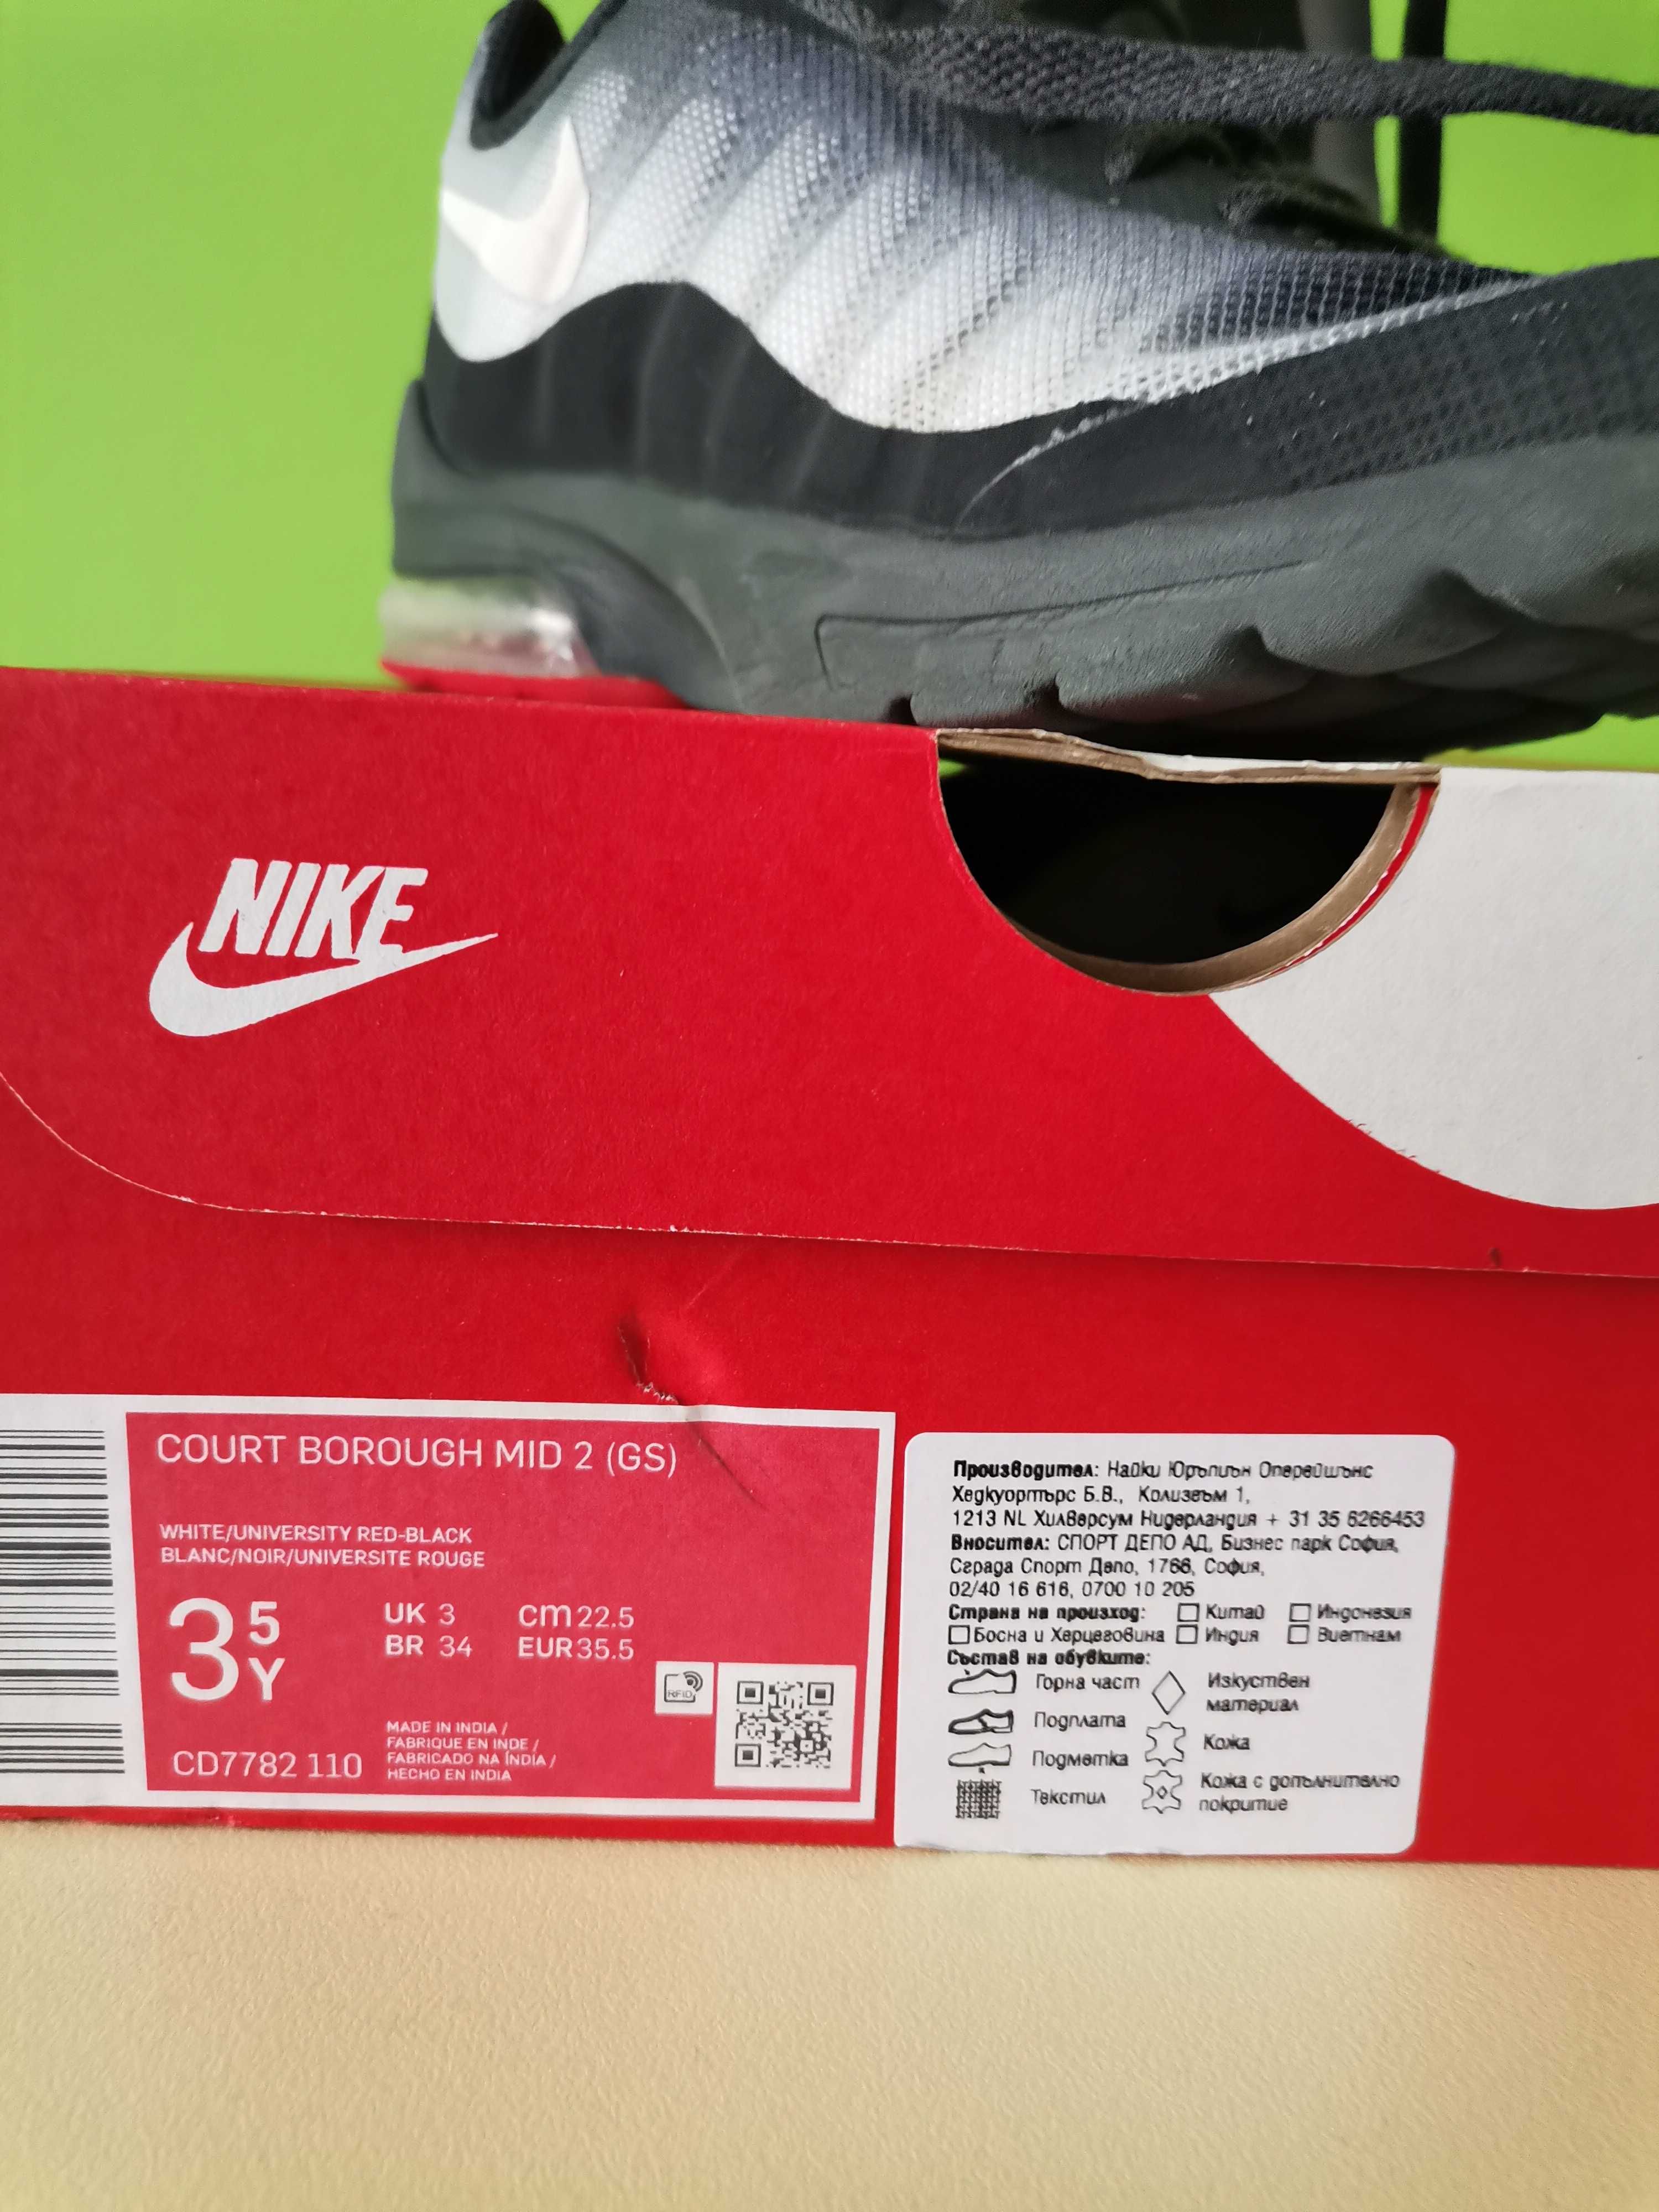 NIKE
COURT BOROUGH MID 2 (GS)
WHITE/UNIVERSITY RED-BLACK
BLANC/NOIR/UNIVERSITE ROUGE
3 5 Y
UK 3 cm 22.5
BR 34 EUR 35.5
RFID
MADE IN INDIA /
FABRIQUE EN INDE /
FABRICADO NA ÍNDIA /
HECHO EN INDIA
CD7782 110
Производител: Найки Юръпиън Оперейшънс
Хедкуортърс Б.В., Колизеъм 1,
1213 NL Хилверсум Нидерландия + 31 35 6266453
Вносител: СПОРТ ДЕПО АД, Бизнес парк София,
Сграда Спорт Депо, 1766, София,
02/40 16 616, 0700 10 205
Страна на произход: Китай Индонезия
Босна и Херцеговина Индия Виетнам
Състав на обувките:
Горна част Изкуствен материал
Подплата
Подметка Кожа
Текстил Кожа с допълнително покритие